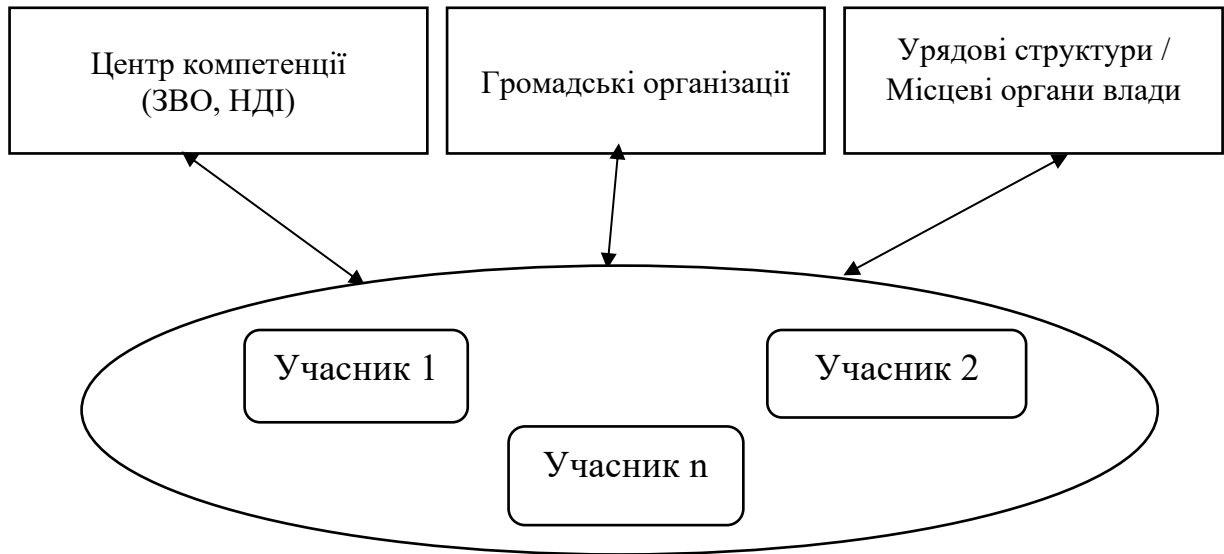 Центр компетенції
(ЗВО, НДІ)
Громадські організації
Урядові структури /
Місцеві органи влади
Учасник 1
Учасник 2
Учасник n